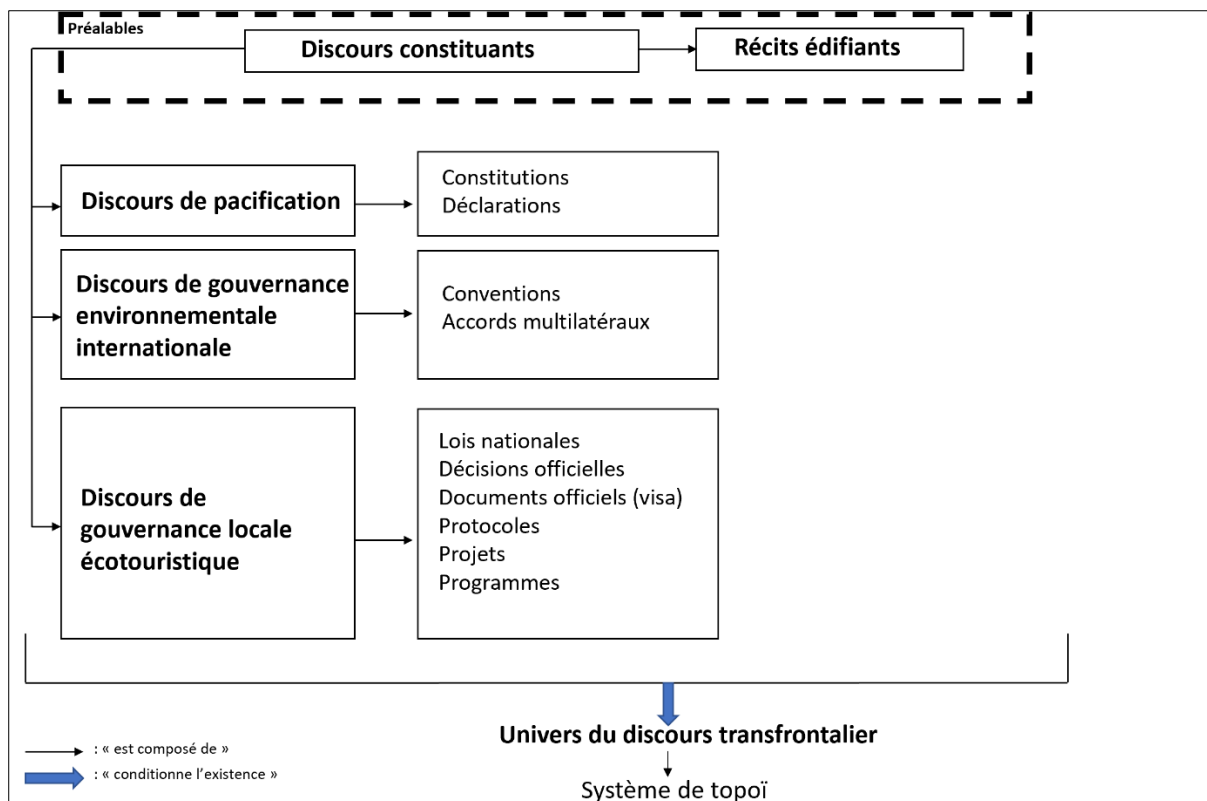 Préalables
Discours constituants
Récits édifiants
Discours de pacification
Constitutions
Déclarations
Discours de gouvernance
environnementale
internationale
Conventions
Accords multilatéraux
Discours de
gouvernance locale
écotouristique
Lois nationales
Décisions officielles
Documents officiels (visa)
Protocoles
Projets
Programmes
Univers du discours transfrontalier
Système de topoï
: « est composé de »
: « conditionne l’existence »